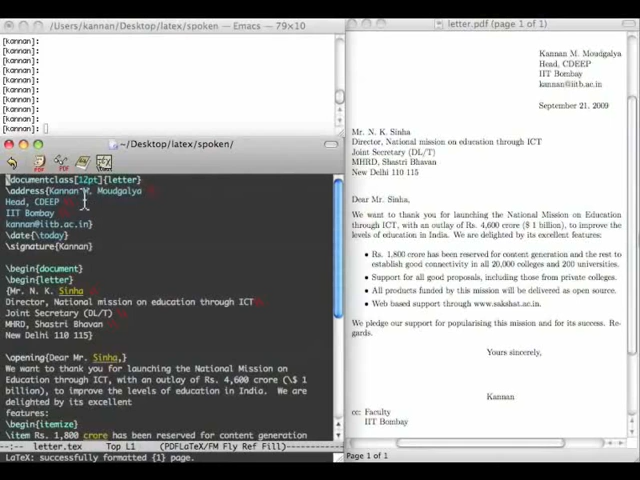 /Users/kannan/Desktop/latex/spoken — Emacs — 79×10
[kannan]:
[kannan]:
[kannan]:
[kannan]:
[kannan]:
[kannan]:
[kannan]:
[kannan]:
[kannan]:
[kannan]:
~/Desktop/latex/spoken/
\documentclass[12pt]{letter}
\address{Kannan M. Moudgalya \\
Head, CDEEP \\
IIT Bombay \\
kannan@iitb.ac.in}
\date{\today}
\signature{Kannan}
\begin{document}
\begin{letter}
{Mr. N. K. Sinha \\
Director, National mission on education through ICT\\
Joint Secretary (DL/T) \\
MHRD, Shastri Bhavan \\
New Delhi 110 115}
\opening{Dear Mr. Sinha,}
We want to thank you for launching the National Mission on
Education through ICT, with an outlay of Rs. 4,600 crore (\$ 1
billion), to improve the levels of education in India.  We are
delighted by its excellent
features:
\begin{itemize}
\item Rs. 1,800 crore has been reserved for content generation
letter.tex Top L1 (PDFLaTeX/FM Fly Ref Fill)
LaTeX: successfully formatted {1} page.
letter.pdf (page 1 of 1)
Kannan M. Moudgalya
Head, CDEEP
IIT Bombay
kannan@iitb.ac.in
September 21, 2009
Mr. N. K. Sinha
Director, National mission on education through ICT
Joint Secretary (DL/T)
MHRD, Shastri Bhavan
New Delhi 110 115
Dear Mr. Sinha,
We want to thank you for launching the National Mission on Education
through ICT, with an outlay of Rs. 4,600 crore ($ 1 billion), to improve the
levels of education in India. We are delighted by its excellent features:
• Rs. 1,800 crore has been reserved for content generation and the rest to
establish good connectivity in all 20,000 colleges and 200 universities.
• Support for all good proposals, including those from private colleges.
• All products funded by this mission will be delivered as open source.
• Web based support through www.sakshat.ac.in.
We pledge our support for popularising this mission and for its success. Re-
gards.
Yours sincerely,
Kannan
cc: Faculty
IIT Bombay
Page 1 of 1